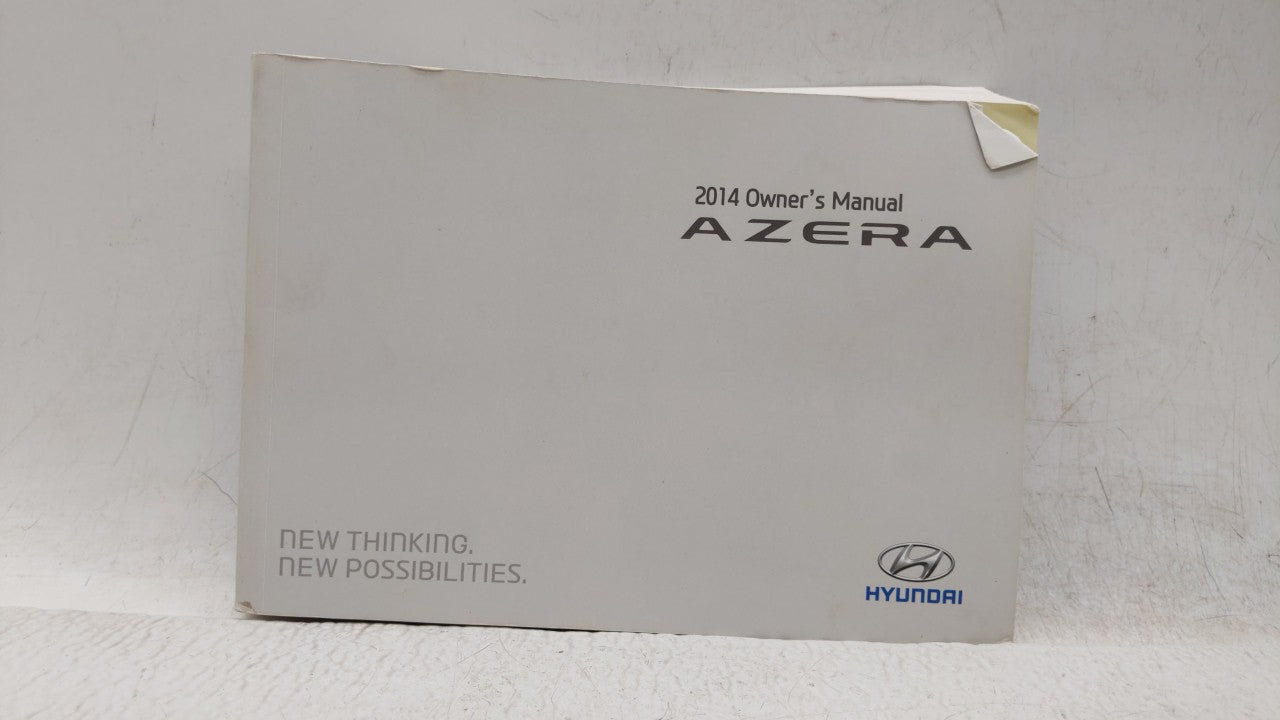 2014 Owner's Manual
AZERA
NEW THINKING.
NEW POSSIBILITIES.
HYUNDAI